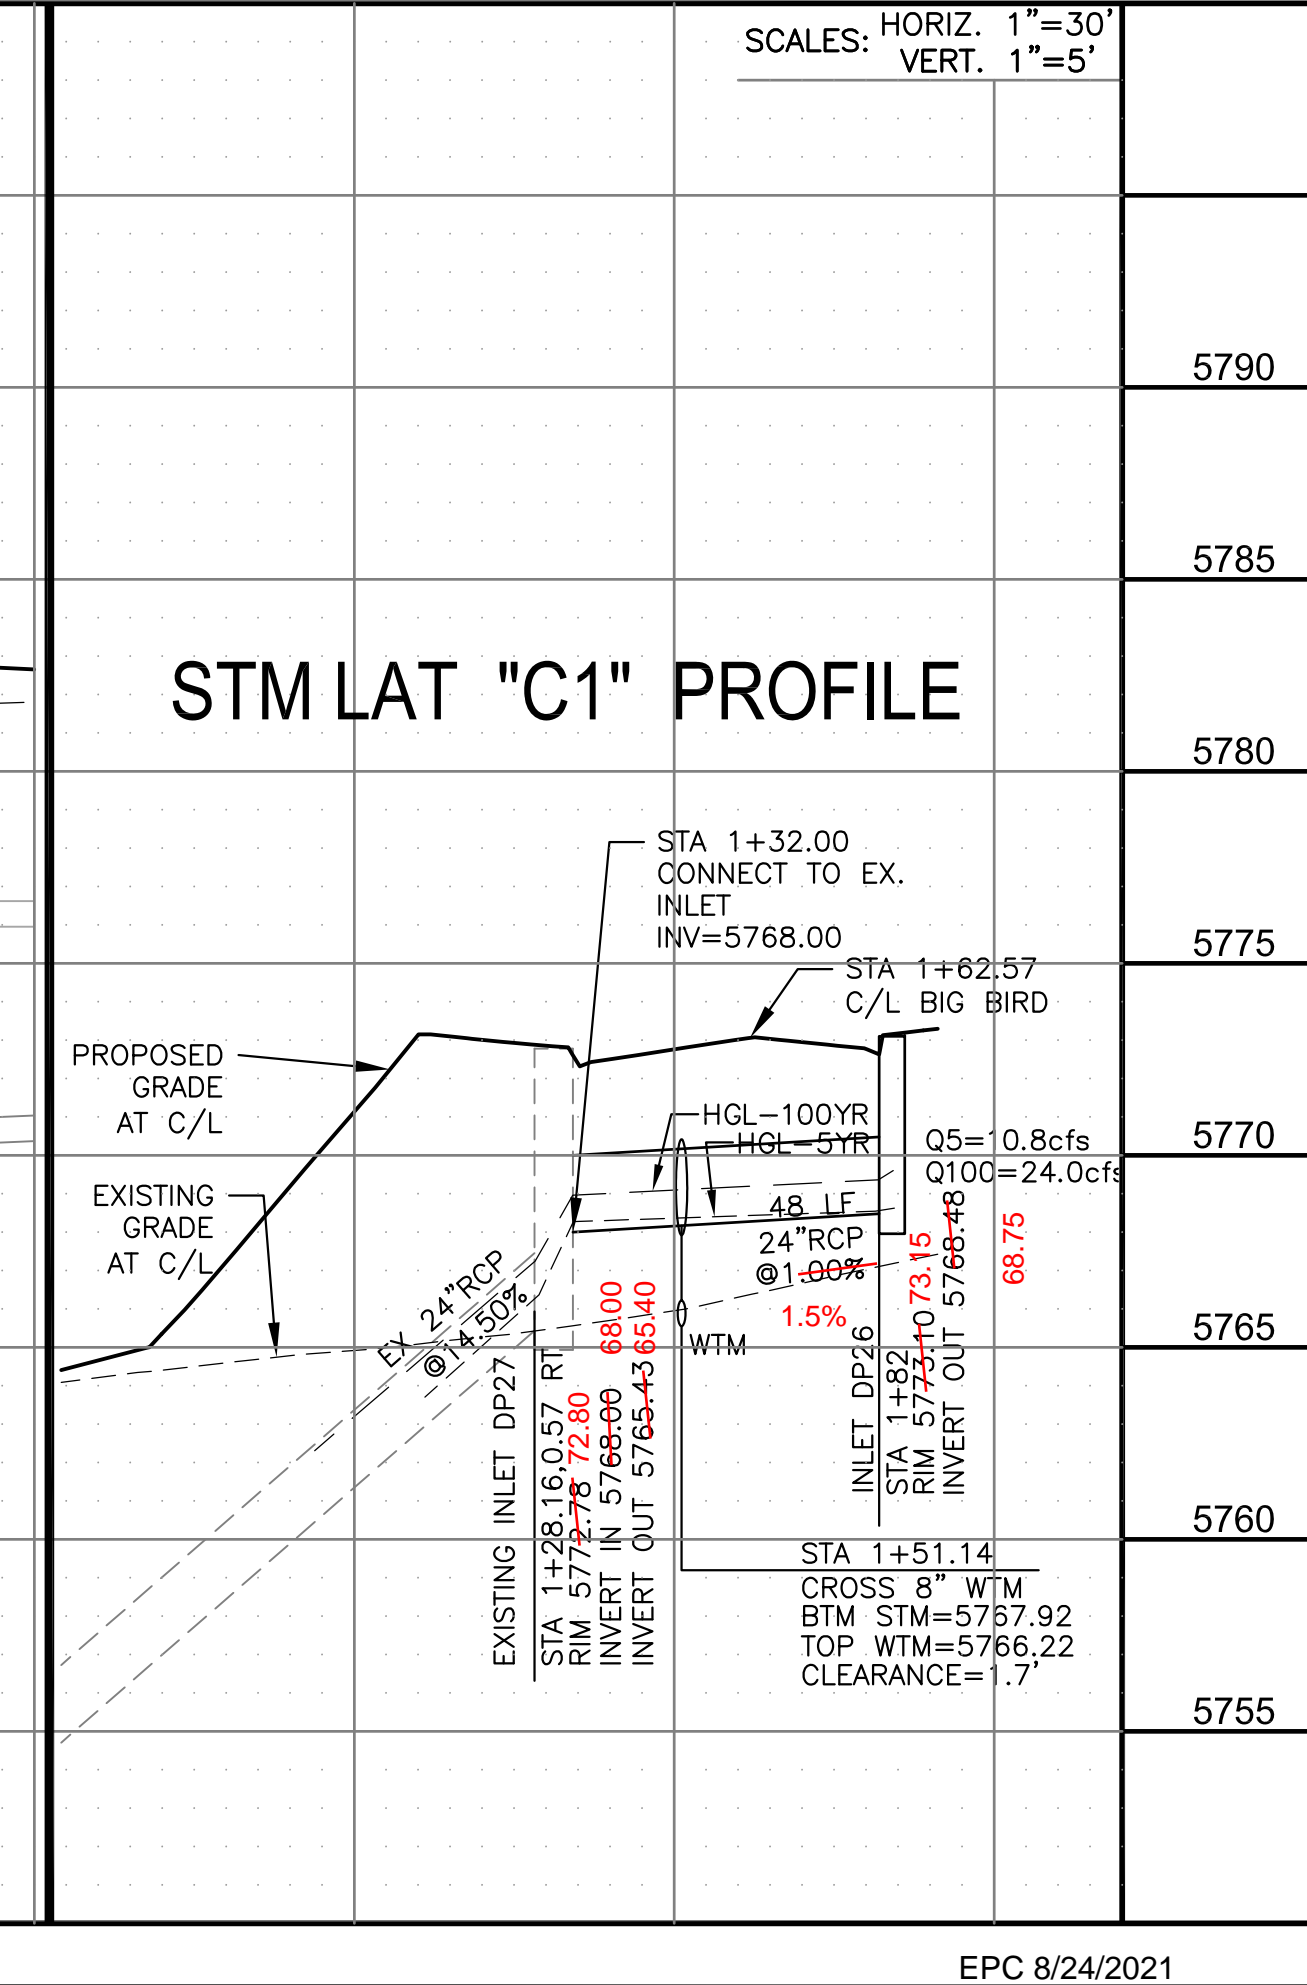 SCALES: HORIZ. 1"=30'
VERT. 1"=5'
5790
5785
STM LAT "C1" PROFILE
5780
STA 1+32.00
CONNECT TO EX.
INLET
INV=5768.00
5775
STA 1+62.57
C/L BIG BIRD
PROPOSED
GRADE
AT C/L
HGL-100YR
HGL-5YR
Q5=10.8cfs
Q100=24.0cfs
5770
EXISTING
GRADE
AT C/L
48 LF
24"RCP
@1.00%
1.5%
EX 24"RCP
@14.50%
WTM
5765
EXISTING INLET DP27
STA 1+28.16,0.57 RT
RIM 5772.78 72.80
INVERT IN 5768.00 68.00
INVERT OUT 5765.43 65.40
INLET DP26
STA 1+82
RIM 5773.10 73.15
INVERT OUT 5768.48
68.75
5760
STA 1+51.14
CROSS 8" WTM
BTM STM=5767.92
TOP WTM=5766.22
CLEARANCE=1.7'
5755
EPC 8/24/2021